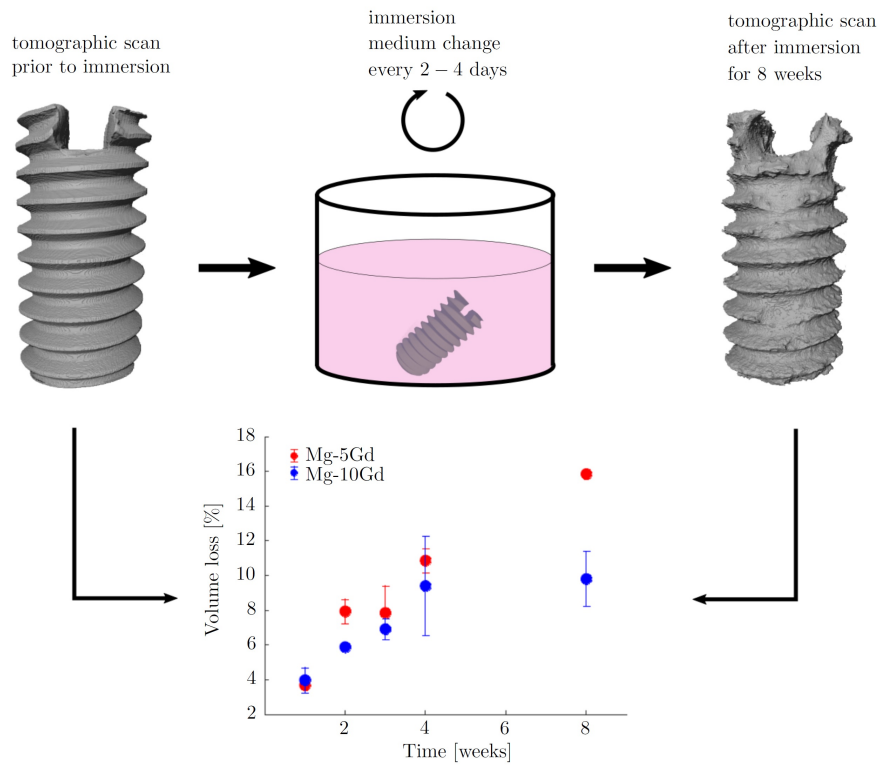 tomographic scan
prior to immersion
immersion
medium change
every 2 – 4 days
tomographic scan
after immersion
for 8 weeks
18
16
14
12
10
8
6
4
2
Volume loss [%]
Mg-5Gd
Mg-10Gd
2
4
6
8
Time [weeks]